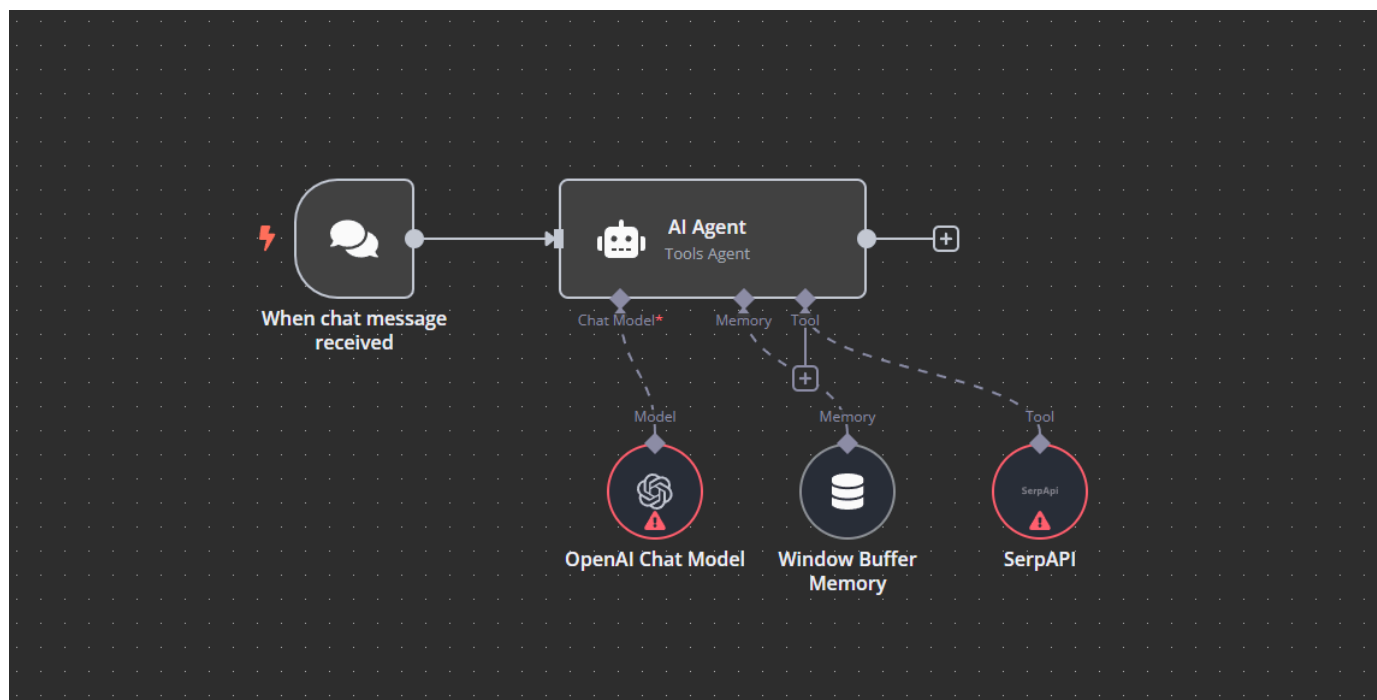 AI Agent
Tools Agent
When chat message
received
Chat Model*
Memory
Tool
Model
Memory
Tool
SerpApi
OpenAI Chat Model
Window Buffer
Memory
SerpAPI